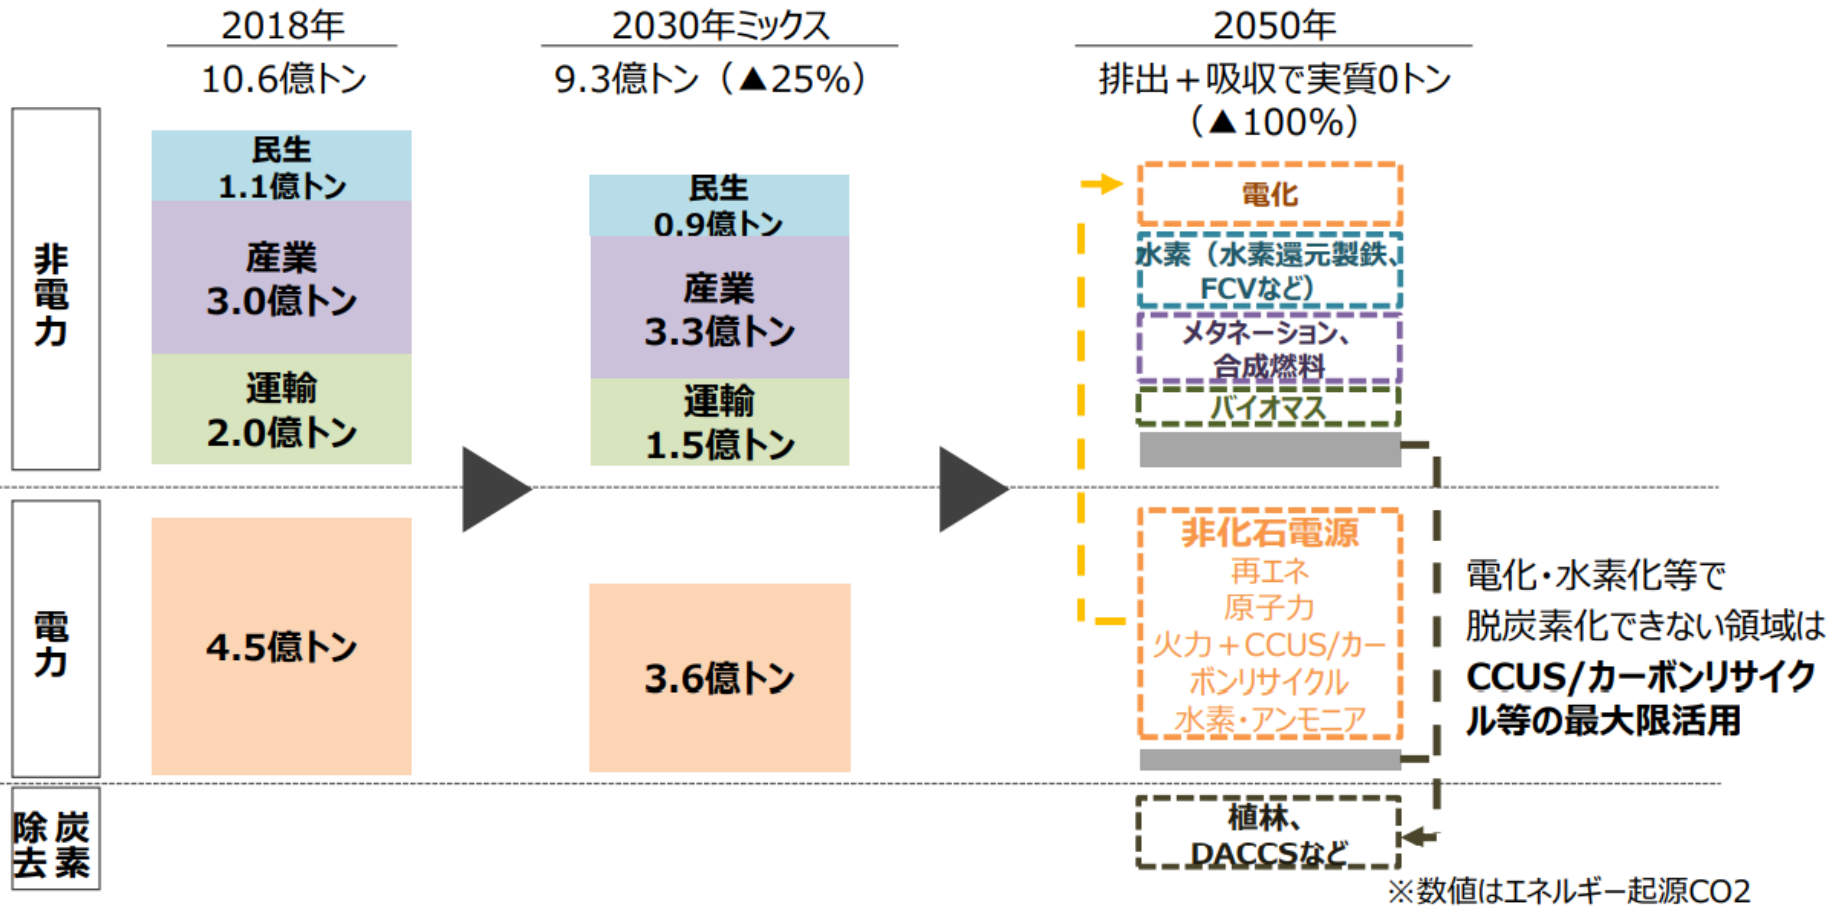 2018年
10.6億トン
2030年ミックス
9.3億トン（▲25%）
2050年
排出＋吸収で実質0トン
（▲100%）
非電力
民生
1.1億トン
産業
3.0億トン
運輸
2.0億トン
民生
0.9億トン
産業
3.3億トン
運輸
1.5億トン
電化
水素（水素還元製鉄、
FCVなど）
メタネーション、
合成燃料
バイオマス
電力
4.5億トン
3.6億トン
非化石電源
再エネ
原子力
火力＋CCUS/カー
ボンリサイクル
水素・アンモニア
電化・水素化等で
脱炭素化できない領域は
CCUS/カーボンリサイク
ル等の最大限活用
炭素
除去
植林、
DACCSなど
※数値はエネルギー起源CO2